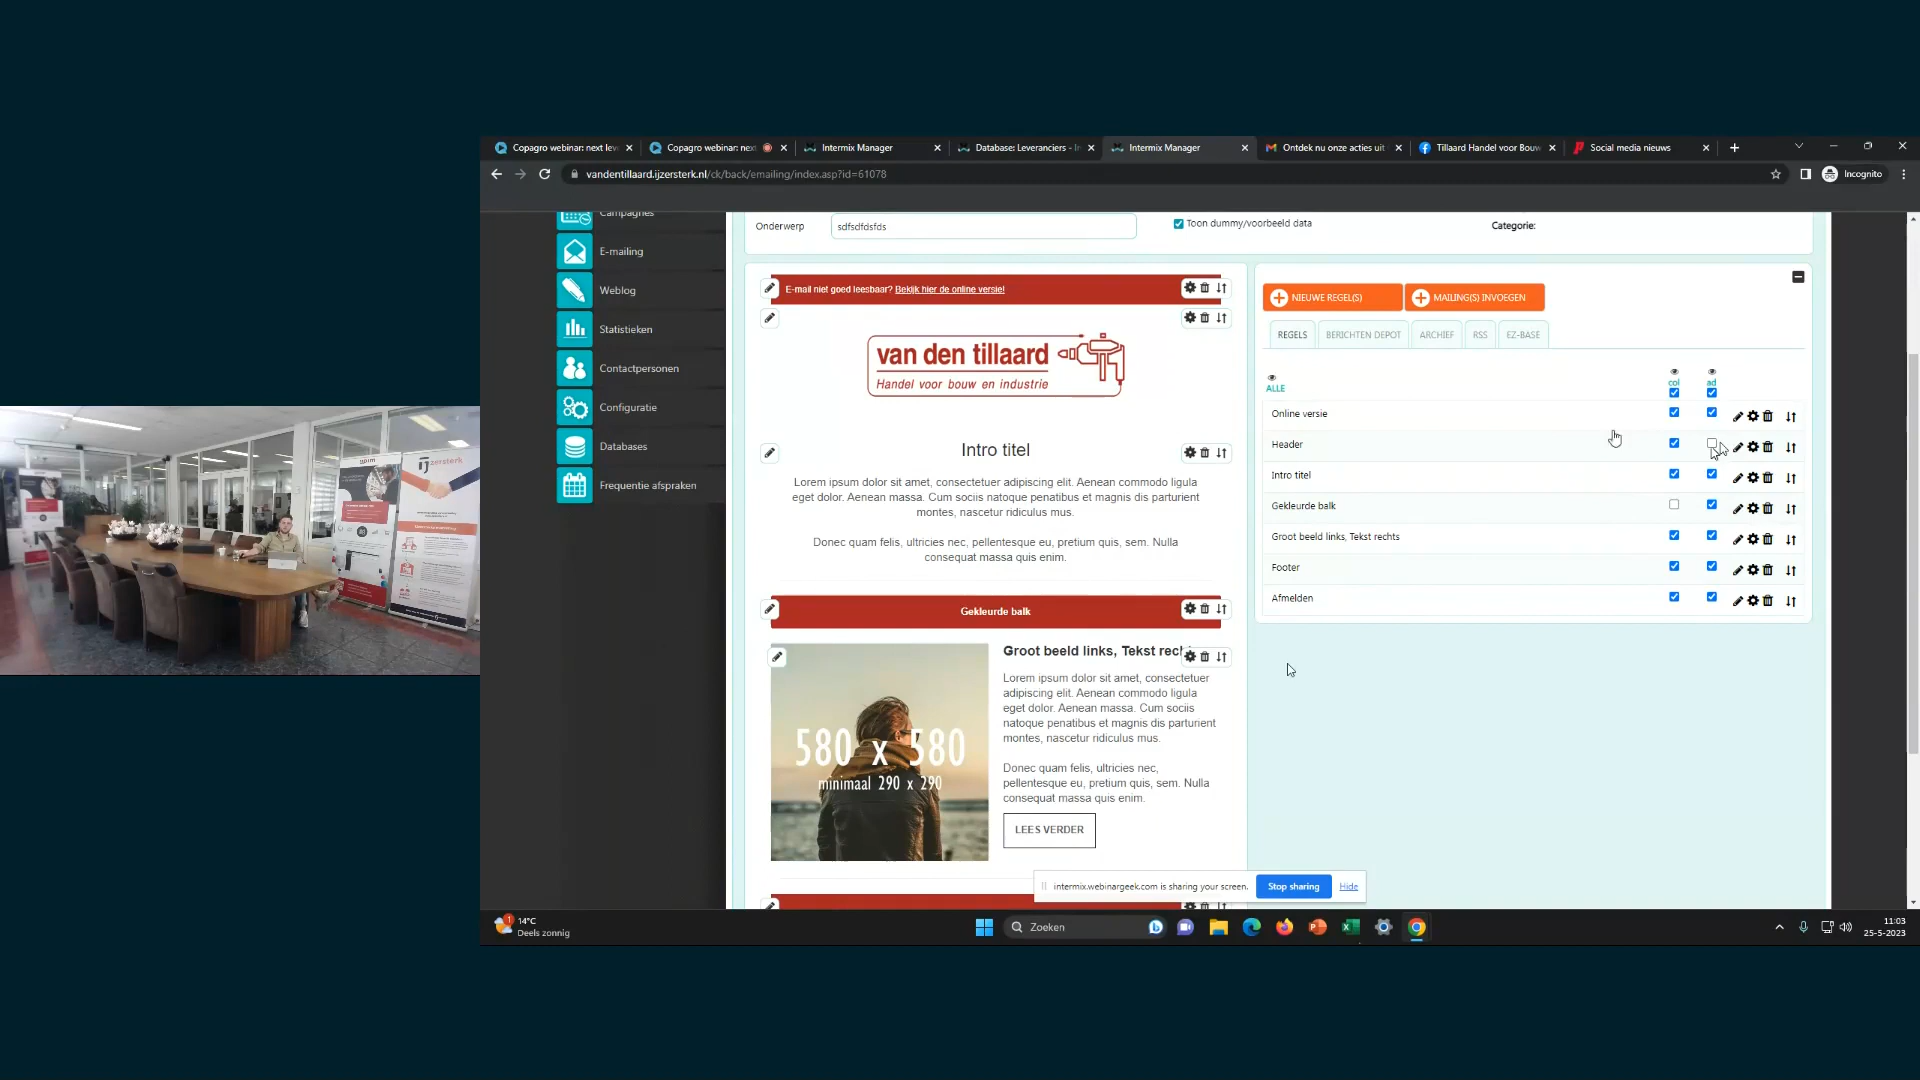 Copagro webinar: next lev
Copagro webinar: nex
Intermix Manager
Database: Leveranciers - In
Intermix Manager
Ontdek nu onze acties uit
Tillaard Handel voor Bouw
Social media nieuws
vandentillaard.ijzersterk.nl/ck/back/emailing/index.asp?id=61078
Incognito
Campagnes
E-mailing
Weblog
Statistieken
Contactpersonen
Configuratie
Databases
Frequentie afspraken
Onderwerp
sdfsdfdsfds
Toon dummy/voorbeeld data
Categorie:
E-mail niet goed leesbaar? Bekijk hier de online versie!
van den tillaard
Handel voor bouw en industrie
Intro titel
Lorem ipsum dolor sit amet, consectetuer adipiscing elit. Aenean commodo ligula
eget dolor. Aenean massa. Cum sociis natoque penatibus et magnis dis parturient
montes, nascetur ridiculus mus.
Donec quam felis, ultricies nec, pellentesque eu, pretium quis, sem. Nulla
consequat massa quis enim.
Gekleurde balk
580 x 580
minimaal 290 x 290
Groot beeld links, Tekst rech
Lorem ipsum dolor sit amet, consectetuer
adipiscing elit. Aenean commodo ligula
eget dolor. Aenean massa. Cum sociis
natoque penatibus et magnis dis parturient
montes, nascetur ridiculus mus.
Donec quam felis, ultricies nec,
pellentesque eu, pretium quis, sem. Nulla
consequat massa quis enim.
LEES VERDER
NIEUWE REGEL(S)
MAILING(S) INVOEGEN
REGELS
BERICHTEN DEPOT
ARCHIEF
RSS
EZ-BASE
ALLE
col
ad
Online versie
Header
Intro titel
Gekleurde balk
Groot beeld links, Tekst rechts
Footer
Afmelden
intermix.webinargeek.com is sharing your screen.
Stop sharing
Hide
1
14°C
Deels zonnig
Zoeken
11:03
25-5-2023
ijzersterk